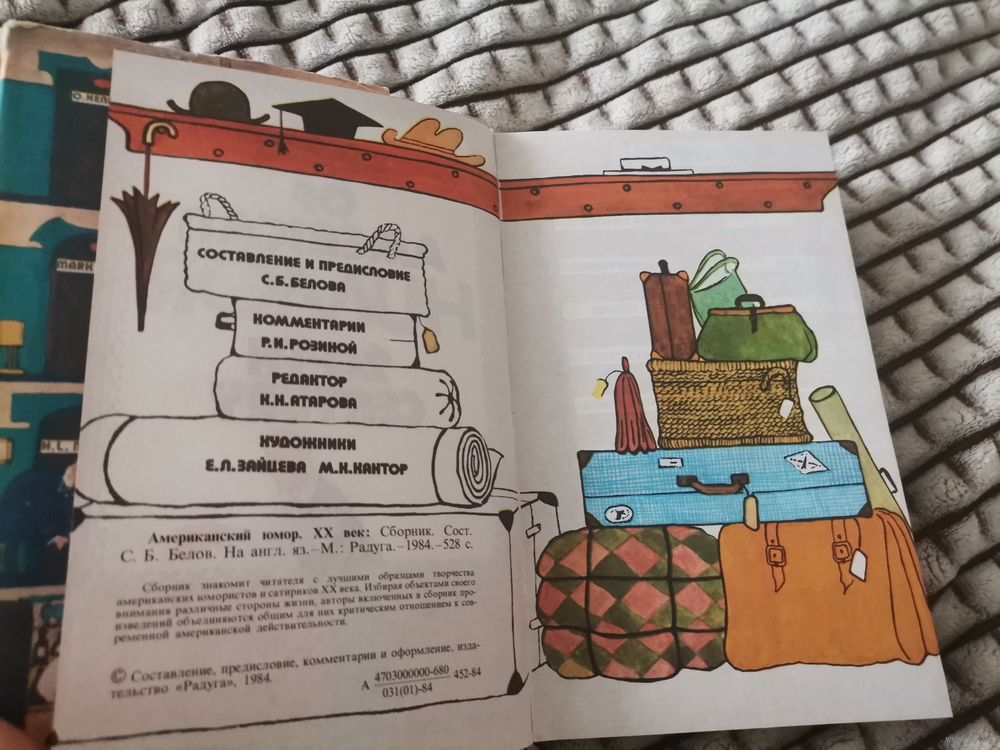 O. HEN
MARK
H. L.
СОСТАВЛЕНИЕ И ПРЕДИСЛОВИЕ
С. Б. БЕЛОВА
КОММЕНТАРИИ
Р. И. РОЗИНОЙ
РЕДАКТОР
К. Н. АТАРОВА
ХУДОЖНИКИ
Е. Л. ЗАЙЦЕВА М. К. КАНТОР
Американский юмор. XX век: Сборник. Сост.
С. Б. Белов. На англ. яз.—М.: Радуга.—1984.—528 с.
Сборник знакомит читателя с лучшими образцами творчества
американских юмористов и сатириков XX века. Избирая объектами своего
внимания различные стороны жизни, авторы включенных в сборник про-
изведений объединяются общим для них критическим отношением к сов-
ременной американской действительности.
© Составление, предисловие, комментарии и оформление, изда-
тельство «Радуга», 1984.
А 4703000000-680 452-84
031(01)-84